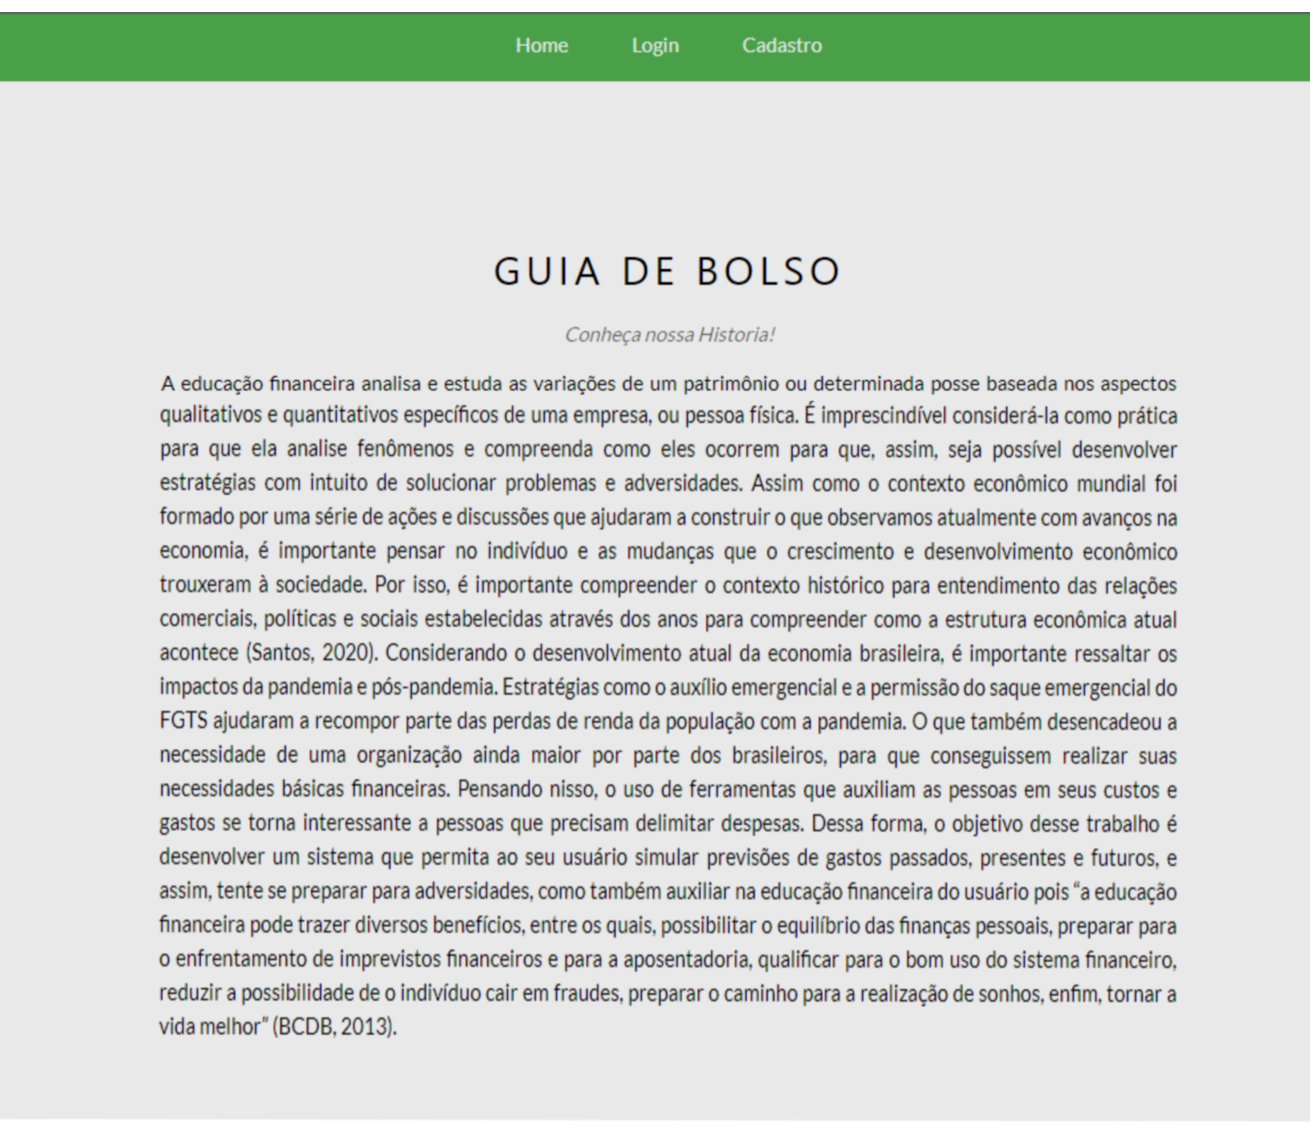 Home Login Cadastro
GUIA DE BOLSO
Conheça nossa Historia!
A educação financeira analisa e estuda as variações de um patrimônio ou determinada posse baseada nos aspectos
qualitativos e quantitativos específicos de uma empresa, ou pessoa física. É imprescindível considerá-la como prática
para que ela analise fenômenos e compreenda como eles ocorrem para que, assim, seja possível desenvolver
estratégias com intuito de solucionar problemas e adversidades. Assim como o contexto econômico mundial foi
formado por uma série de ações e discussões que ajudaram a construir o que observamos atualmente com avanços na
economia, é importante pensar no indivíduo e as mudanças que o crescimento e desenvolvimento econômico
trouxeram à sociedade. Por isso, é importante compreender o contexto histórico para entendimento das relações
comerciais, políticas e sociais estabelecidas através dos anos para compreender como a estrutura econômica atual
acontece (Santos, 2020). Considerando o desenvolvimento atual da economia brasileira, é importante ressaltar os
impactos da pandemia e pós-pandemia. Estratégias como o auxílio emergencial e a permissão do saque emergencial do
FGTS ajudaram a recompor parte das perdas de renda da população com a pandemia. O que também desencadeou a
necessidade de uma organização ainda maior por parte dos brasileiros, para que conseguissem realizar suas
necessidades básicas financeiras. Pensando nisso, o uso de ferramentas que auxiliam as pessoas em seus custos e
gastos se torna interessante a pessoas que precisam delimitar despesas. Dessa forma, o objetivo desse trabalho é
desenvolver um sistema que permita ao seu usuário simular previsões de gastos passados, presentes e futuros, e
assim, tente se preparar para adversidades, como também auxiliar na educação financeira do usuário pois “a educação
financeira pode trazer diversos benefícios, entre os quais, possibilitar o equilíbrio das finanças pessoais, preparar para
o enfrentamento de imprevistos financeiros e para a aposentadoria, qualificar para o bom uso do sistema financeiro,
reduzir a possibilidade de o indivíduo cair em fraudes, preparar o caminho para a realização de sonhos, enfim, tornar a
vida melhor” (BCDB, 2013).